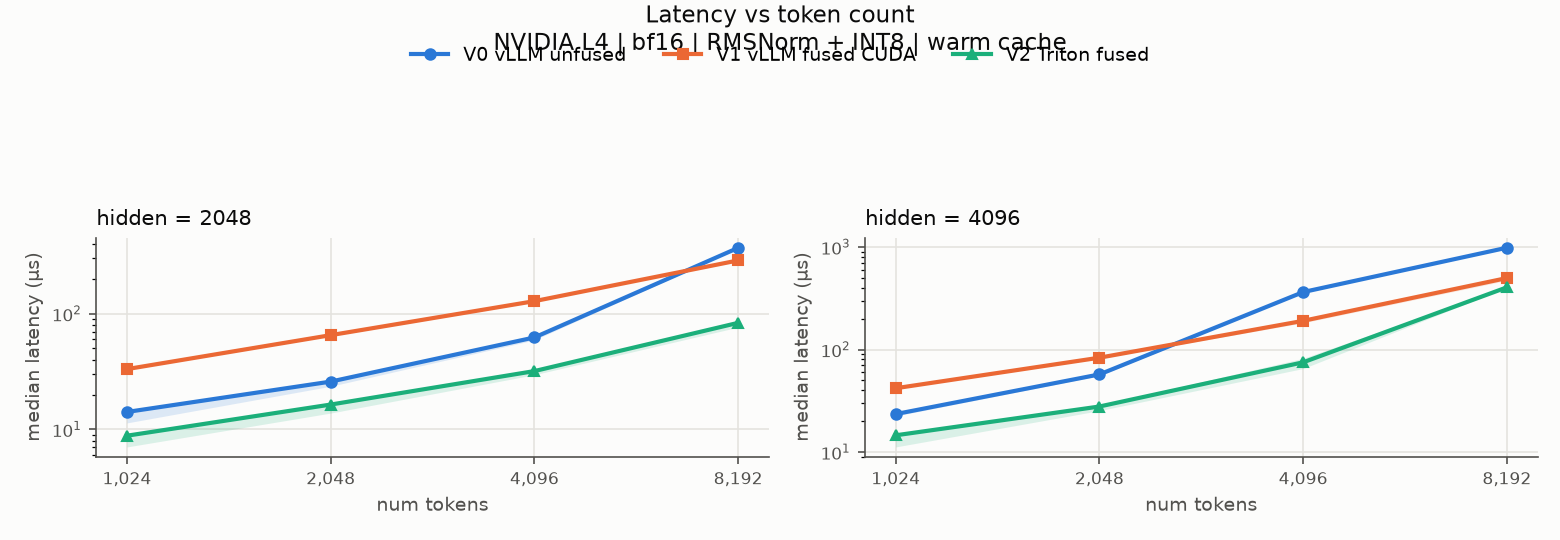 Latency vs token count
NVIDIA L4 | bf16 | RMSNorm + INT8 | warm cache
V0 vLLM unfused V1 vLLM fused CUDA V2 Triton fused
hidden = 2048
median latency (µs)
10²
10¹
1,024 2,048 4,096 8,192
num tokens
hidden = 4096
median latency (µs)
10³
10²
10¹
1,024 2,048 4,096 8,192
num tokens